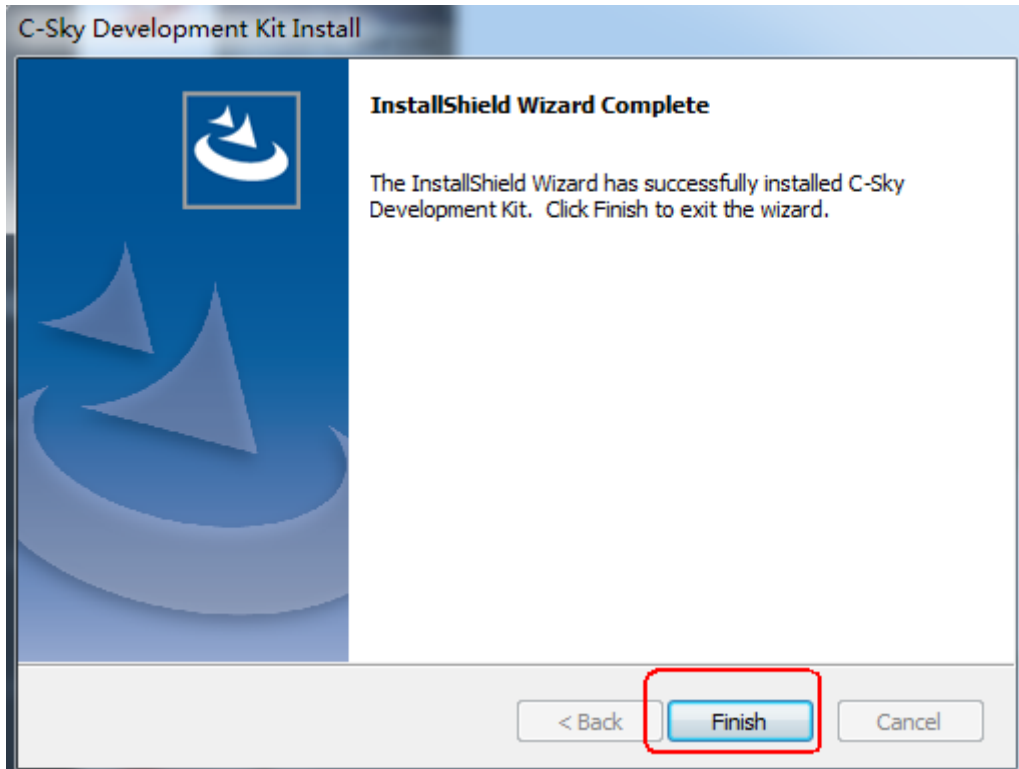 C-Sky Development Kit Install
InstallShield Wizard Complete
The InstallShield Wizard has successfully installed C-Sky
Development Kit. Click Finish to exit the wizard.
< Back
Finish
Cancel